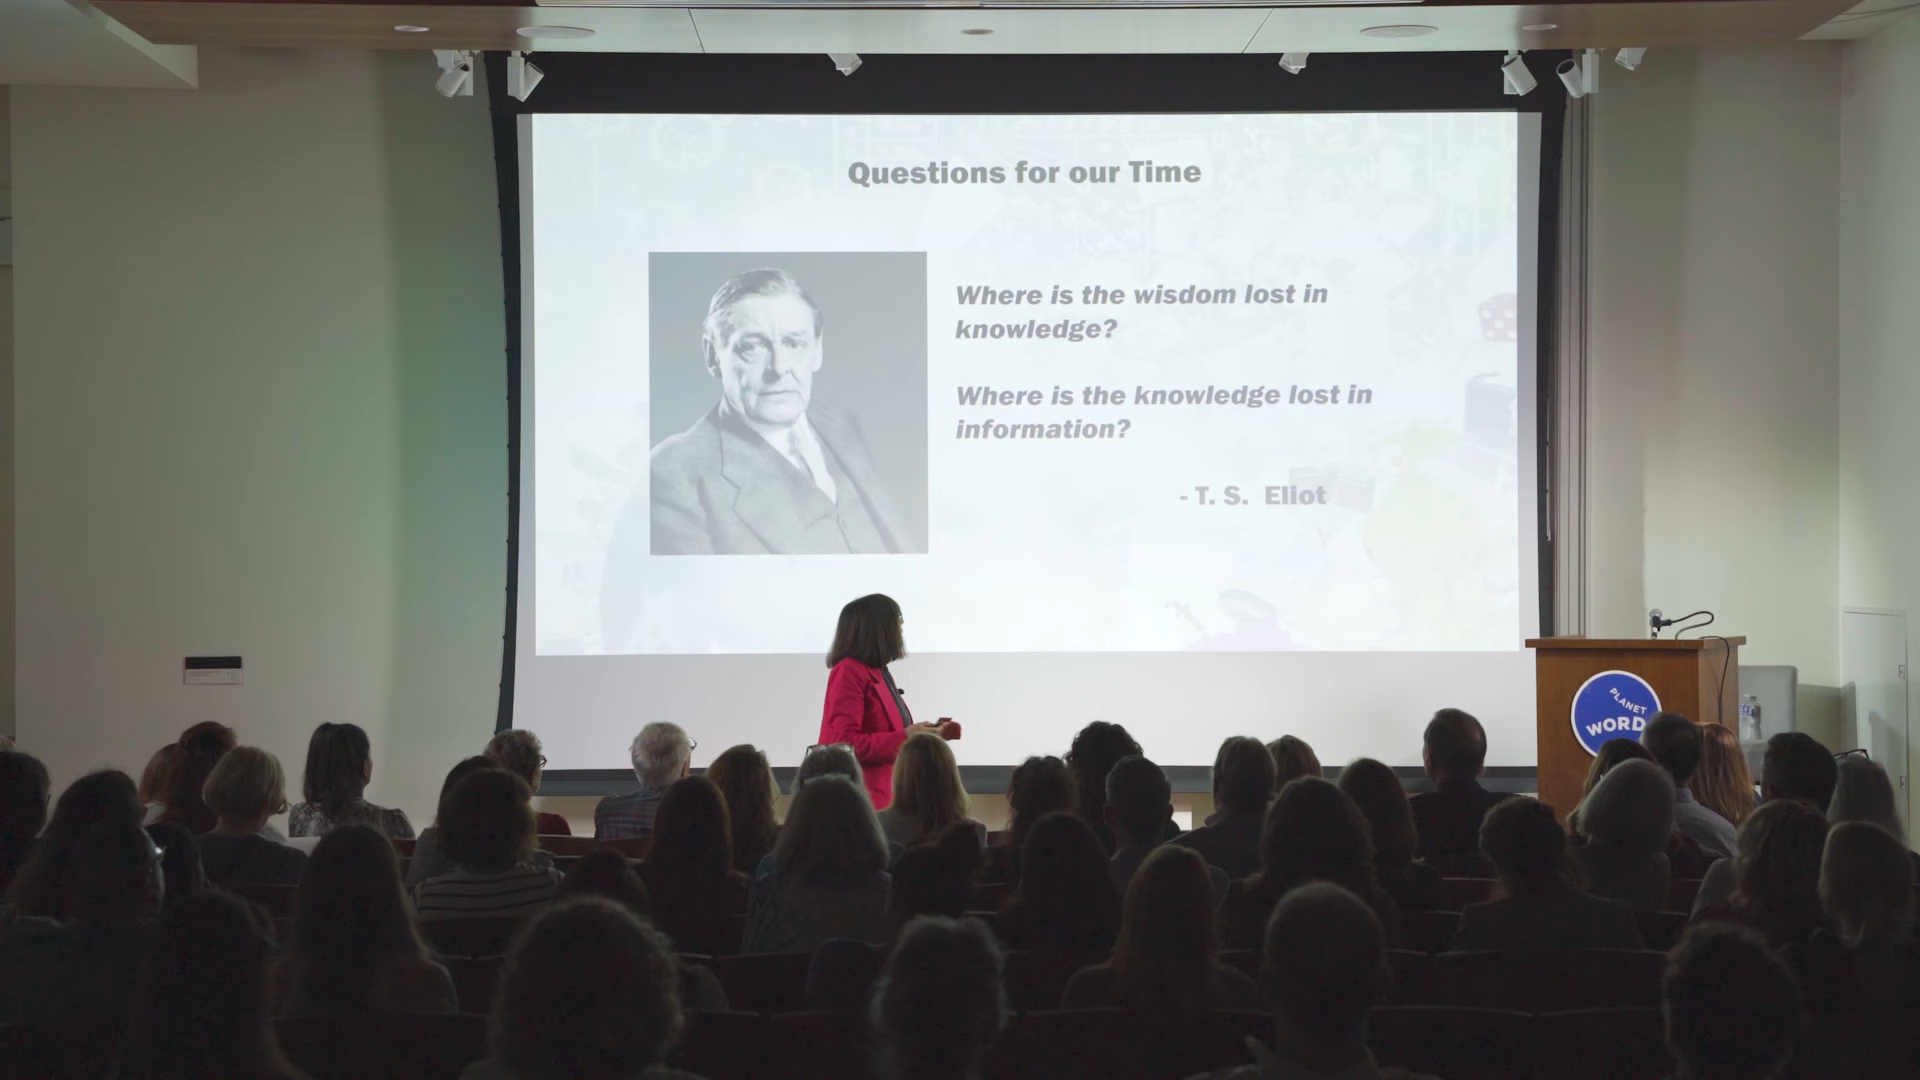 Questions for our Time
Where is the wisdom lost in
knowledge?
Where is the knowledge lost in
information?
- T. S. Eliot
PLANET
WORD